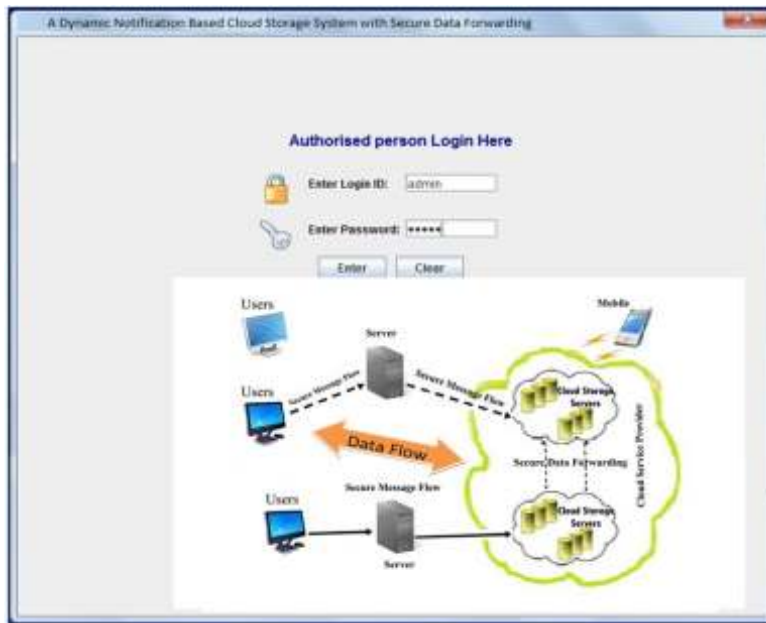 A Dynamic Notification Based Cloud Storage System with Secure Data Forwarding
Authorised person Login Here
Enter Login ID: admin
Enter Password: •••••
Enter Clear
Users
Mobile
Server
Users
Secure Message Flow
Secure Message Flow
Cloud Storage
Servers
Data Flow
Cloud Service Provider
Secure Data Forwarding
Secure Message Flow
Users
Cloud Storage
Servers
Server